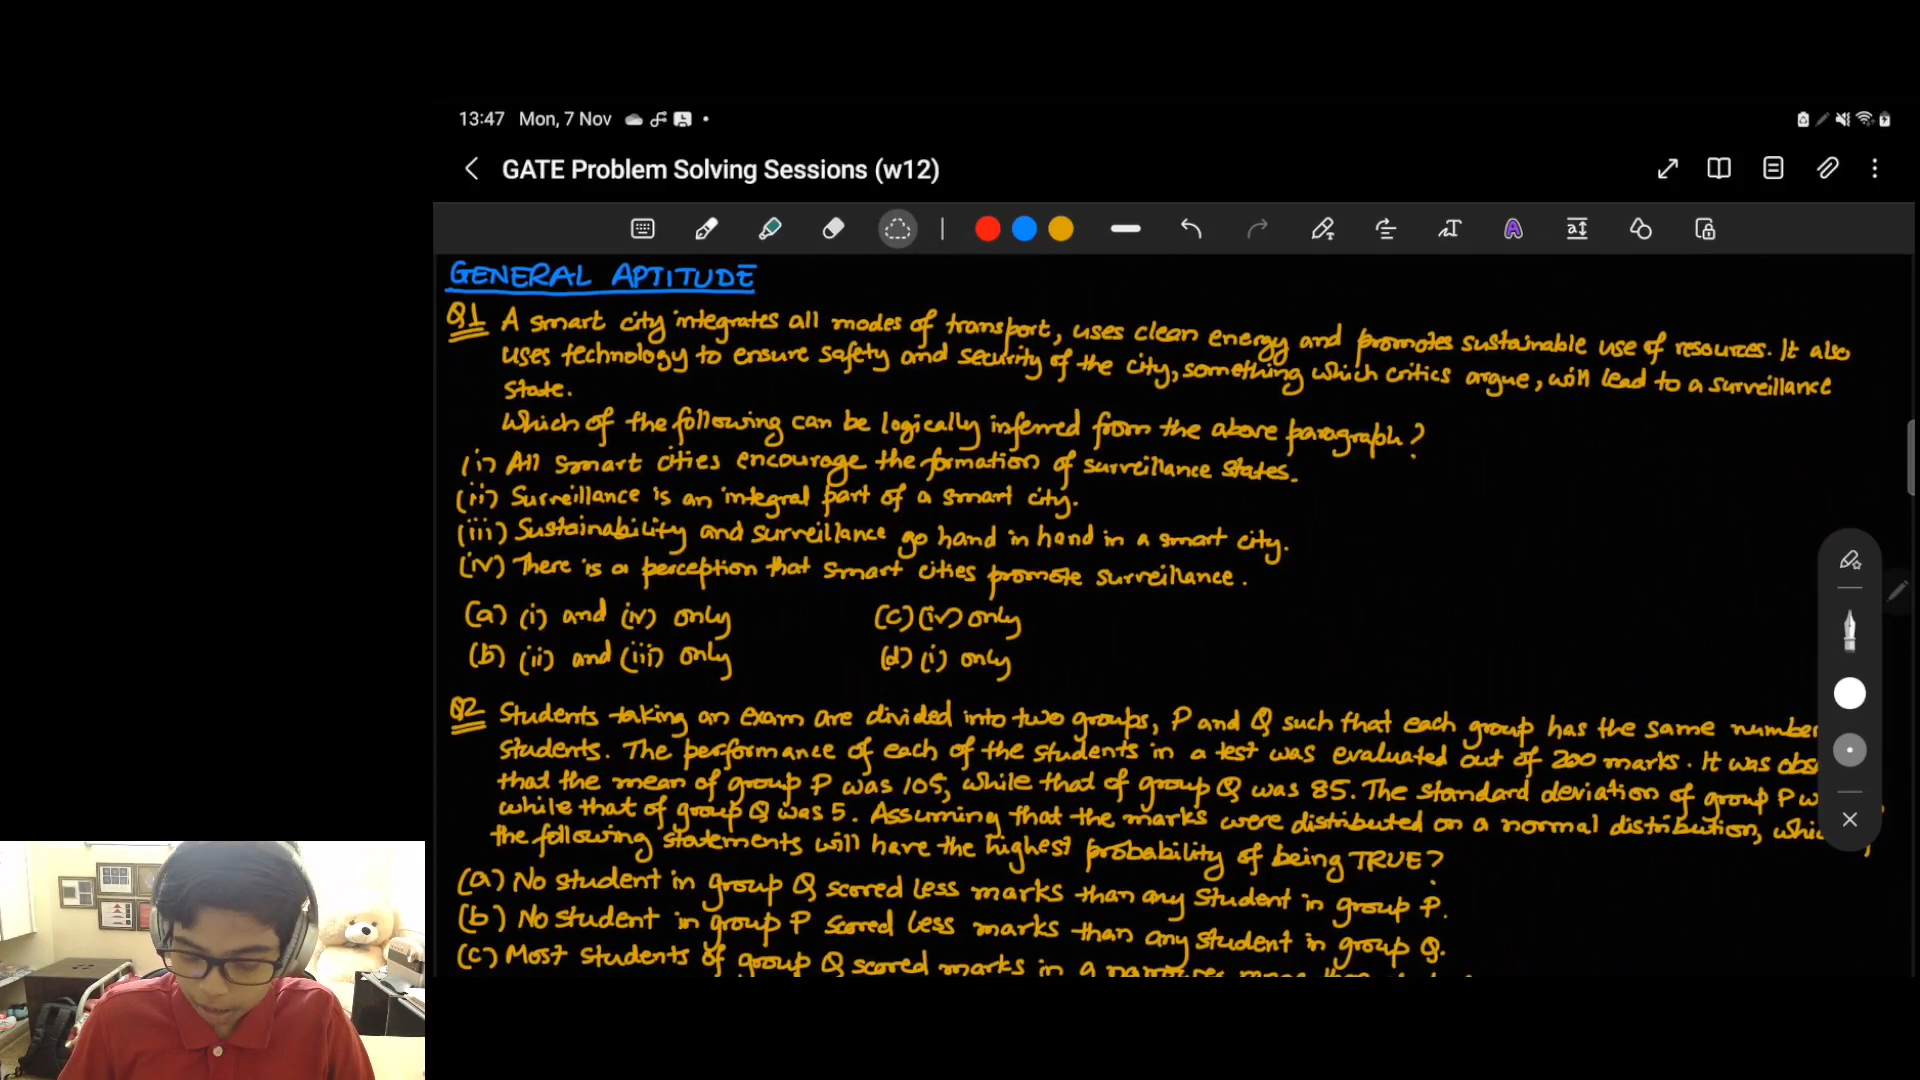 13:47 Mon, 7 Nov
GATE Problem Solving Sessions (w12)
GENERAL APTITUDE
Q1 A smart city integrates all modes of transport, uses clean energy and promotes sustainable use of resources. It also
uses technology to ensure safety and security of the city, something which critics argue, will lead to a surveillance
state.
Which of the following can be logically inferred from the above paragraph?
(i) All smart cities encourage the formation of surveillance states.
(ii) Surveillance is an integral part of a smart city.
(iii) Sustainability and surveillance go hand in hand in a smart city.
(iv) There is a perception that smart cities promote surveillance.
(a) (i) and (iv) only (c) (iv) only
(b) (ii) and (iii) only (d) (i) only
Q2 Students taking an exam are divided into two groups, P and Q such that each group has the same number
students. The performance of each of the students in a test was evaluated out of 200 marks. It was obs
that the mean of group P was 105, while that of group Q was 85. The standard deviation of group P w
while that of group Q was 5. Assuming that the marks were distributed on a normal distribution, whic
the following statements will have the highest probability of being TRUE?
(a) No student in group Q scored less marks than any student in group P.
(b) No student in group P scored less marks than any student in group Q.
(c) Most students of group Q scored marks in a narrower range than